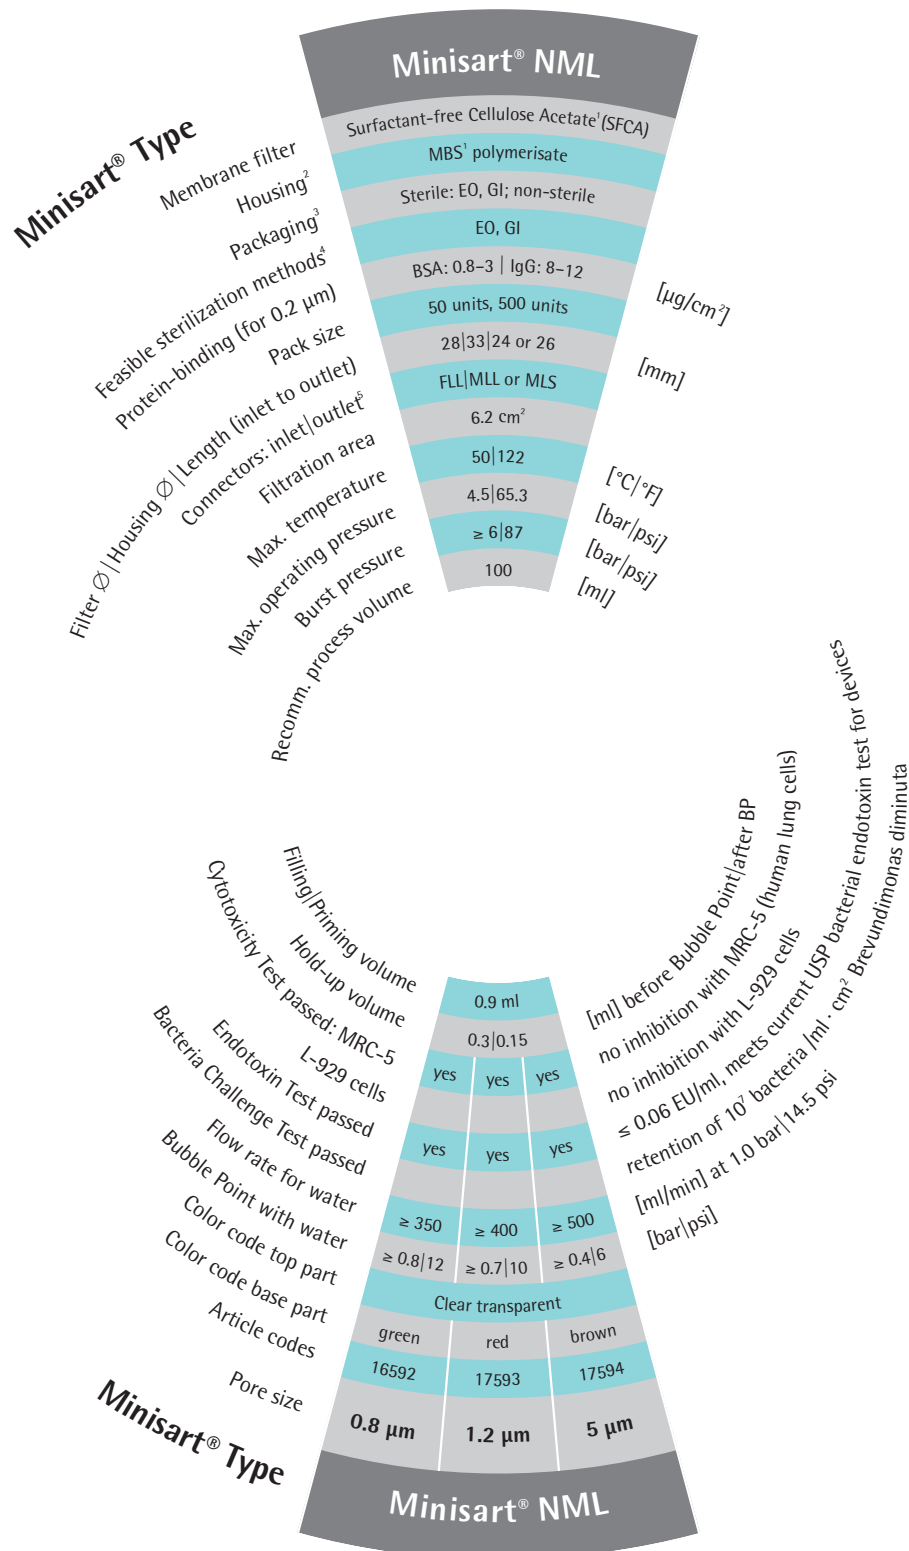 Minisart® NML
Minisart® Type
Membrane filter
Surfactant-free Cellulose Acetate¹ (SFCA)
Housing²
MBS¹ polymerisate
Packaging³
Sterile: EO, GI; non-sterile
Feasible sterilization methods⁴
EO, GI
Protein-binding (for 0.2 µm)
BSA: 0.8–3 | IgG: 8–12
[µg/cm²]
Pack size
50 units, 500 units
Filter Ø|Housing Ø|Length (inlet to outlet)
28|33|24 or 26
[mm]
Connectors: inlet|outlet⁵
FLL|MLL or MLS
Filtration area
6.2 cm²
Max. temperature
50|122
[°C/°F]
Max. operating pressure
4.5|65.3
[bar|psi]
Burst pressure
≥ 6|87
[bar|psi]
Recomm. process volume
100
[ml]
Filling|Priming volume
0.9 ml
Hold-up volume
0.3|0.15
[ml] before Bubble Point|after BP
Cytotoxicity Test passed: MRC-5
yes yes yes
no inhibition with MRC-5 (human lung cells)
L-929 cells
no inhibition with L-929 cells
Endotoxin Test passed
yes yes yes
≤ 0.06 EU/ml, meets current USP bacterial endotoxin test for devices
Bacteria Challenge Test passed
retention of 10⁷ bacteria /ml · cm² Brevundimonas diminuta
Flow rate for water
≥ 350 ≥ 400 ≥ 500
[ml/min] at 1.0 bar|14.5 psi
Bubble Point with water
≥ 0.8|12 ≥ 0.7|10 ≥ 0.4|6
[bar|psi]
Color code top part
Clear transparent
Color code base part
green red brown
Article codes
16592 17593 17594
Pore size
0.8 µm 1.2 µm 5 µm
Minisart® Type
Minisart® NML